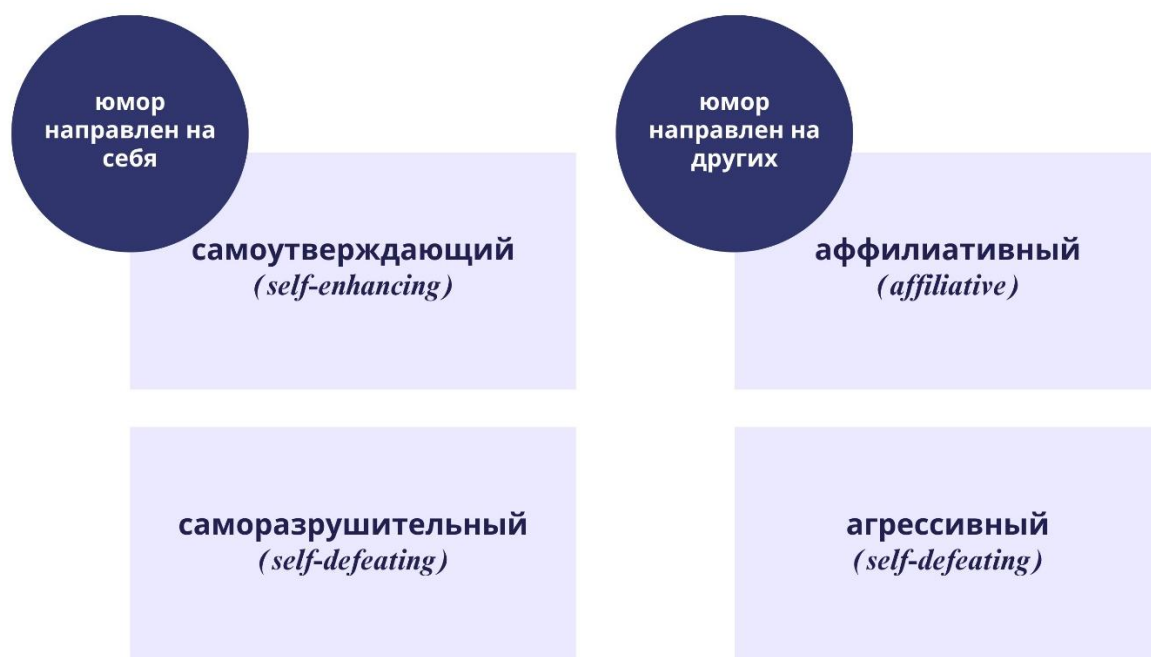 юмор
направлен на
себя
самоутверждающий
(self-enhancing)
саморазрушительный
(self-defeating)
юмор
направлен на
других
аффилиативный
(affiliative)
агрессивный
(self-defeating)